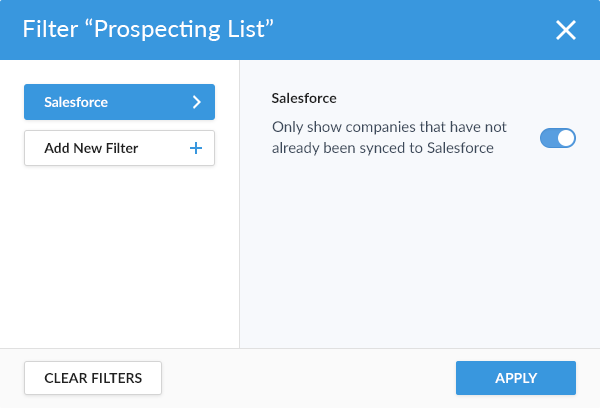 Filter “Prospecting List”
Salesforce
Add New Filter
Salesforce
Only show companies that have not
already been synced to Salesforce
CLEAR FILTERS
APPLY